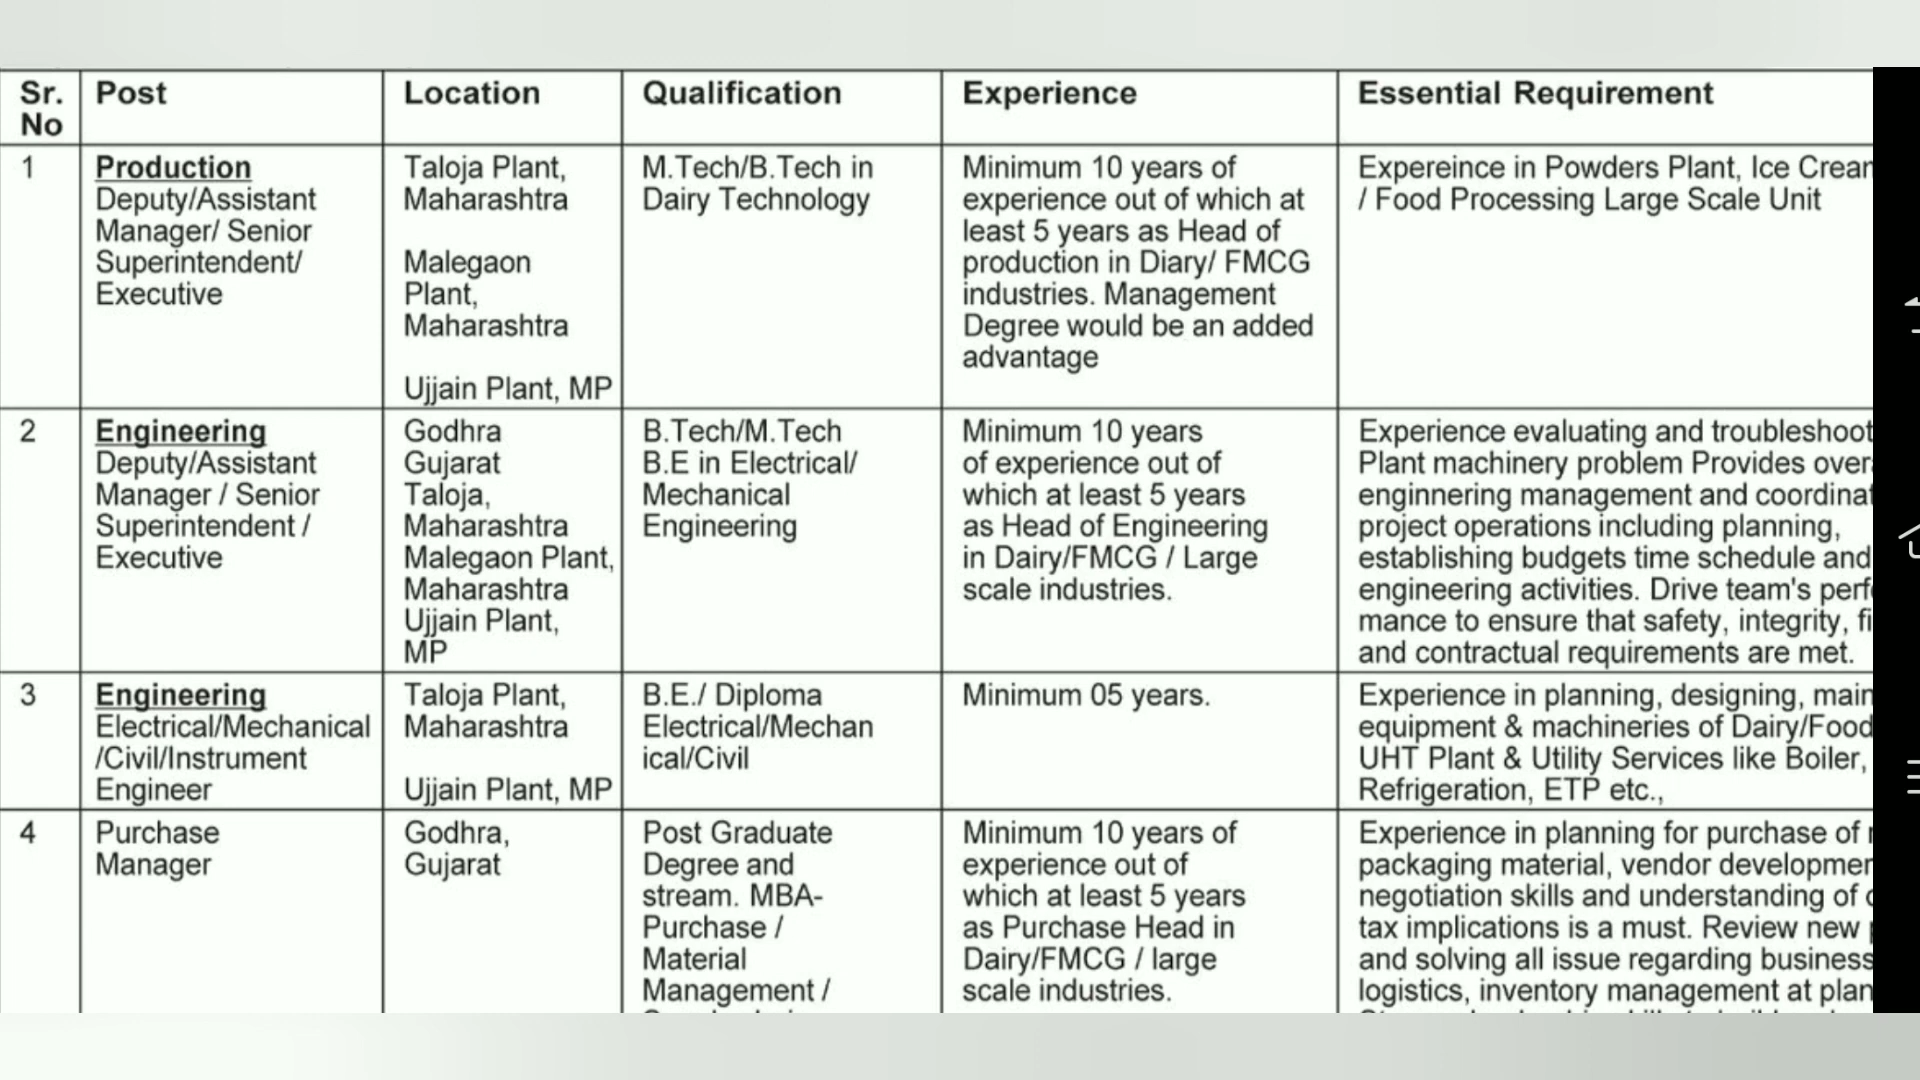 Sr. No
Post
Location
Qualification
Experience
Essential Requirement
1
Production
Deputy/Assistant
Manager/ Senior
Superintendent/
Executive
Taloja Plant,
Maharashtra
Malegaon
Plant,
Maharashtra
Ujjain Plant, MP
M.Tech/B.Tech in
Dairy Technology
Minimum 10 years of
experience out of which at
least 5 years as Head of
production in Diary/ FMCG
industries. Management
Degree would be an added
advantage
Expereince in Powders Plant, Ice Crear
/ Food Processing Large Scale Unit
2
Engineering
Deputy/Assistant
Manager / Senior
Superintendent /
Executive
Godhra
Gujarat
Taloja,
Maharashtra
Malegaon Plant,
Maharashtra
Ujjain Plant,
MP
B.Tech/M.Tech
B.E in Electrical/
Mechanical
Engineering
Minimum 10 years
of experience out of
which at least 5 years
as Head of Engineering
in Dairy/FMCG / Large
scale industries.
Experience evaluating and troubleshoot
Plant machinery problem Provides over
enginnering management and coordinat
project operations including planning,
establishing budgets time schedule and
engineering activities. Drive team's perf
mance to ensure that safety, integrity, fi
and contractual requirements are met.
3
Engineering
Electrical/Mechanical
/Civil/Instrument
Engineer
Taloja Plant,
Maharashtra
Ujjain Plant, MP
B.E./ Diploma
Electrical/Mechan
ical/Civil
Minimum 05 years.
Experience in planning, designing, main
equipment & machineries of Dairy/Food
UHT Plant & Utility Services like Boiler,
Refrigeration, ETP etc.,
4
Purchase
Manager
Godhra,
Gujarat
Post Graduate
Degree and
stream. MBA-
Purchase /
Material
Management /
Minimum 10 years of
experience out of
which at least 5 years
as Purchase Head in
Dairy/FMCG / large
scale industries.
Experience in planning for purchase of
packaging material, vendor developmer
negotiation skills and understanding of
tax implications is a must. Review new
and solving all issue regarding business
logistics, inventory management at plan